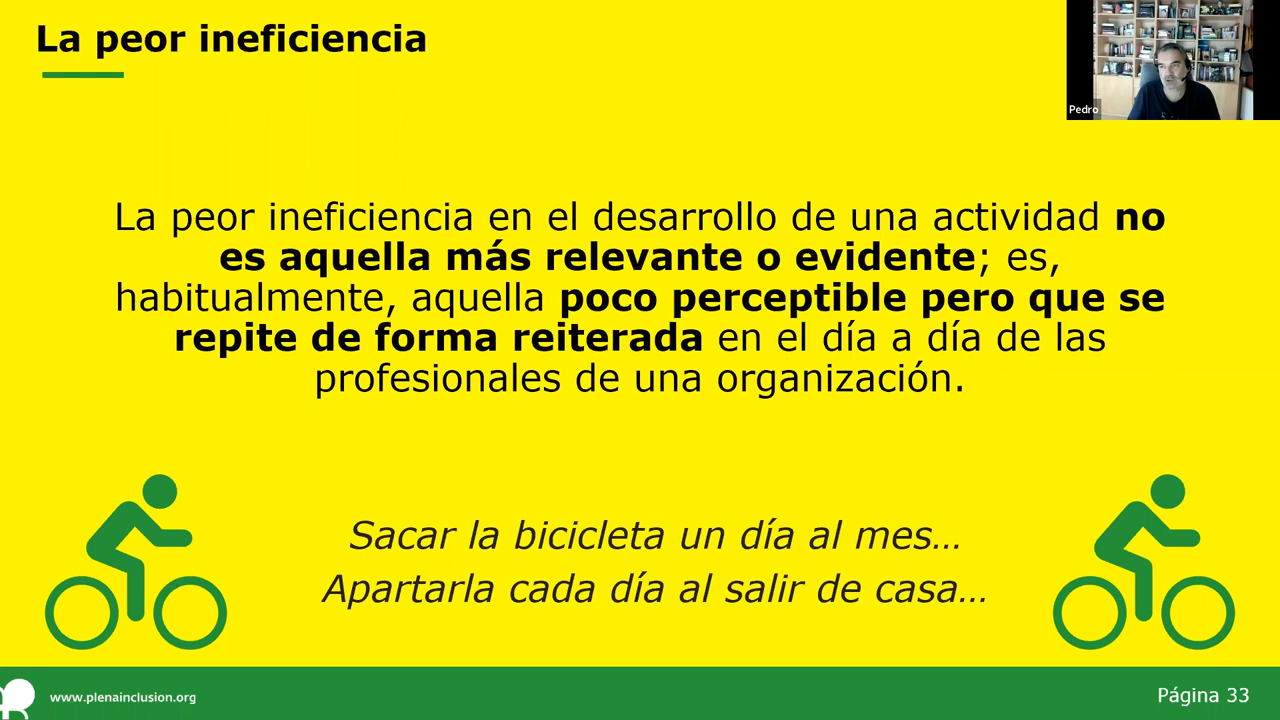 La peor ineficiencia
Pedro
La peor ineficiencia en el desarrollo de una actividad no
es aquella más relevante o evidente; es,
habitualmente, aquella poco perceptible pero que se
repite de forma reiterada en el día a día de las
profesionales de una organización.
Sacar la bicicleta un día al mes...
Apartarla cada día al salir de casa...
www.plenainclusion.org
Página 33